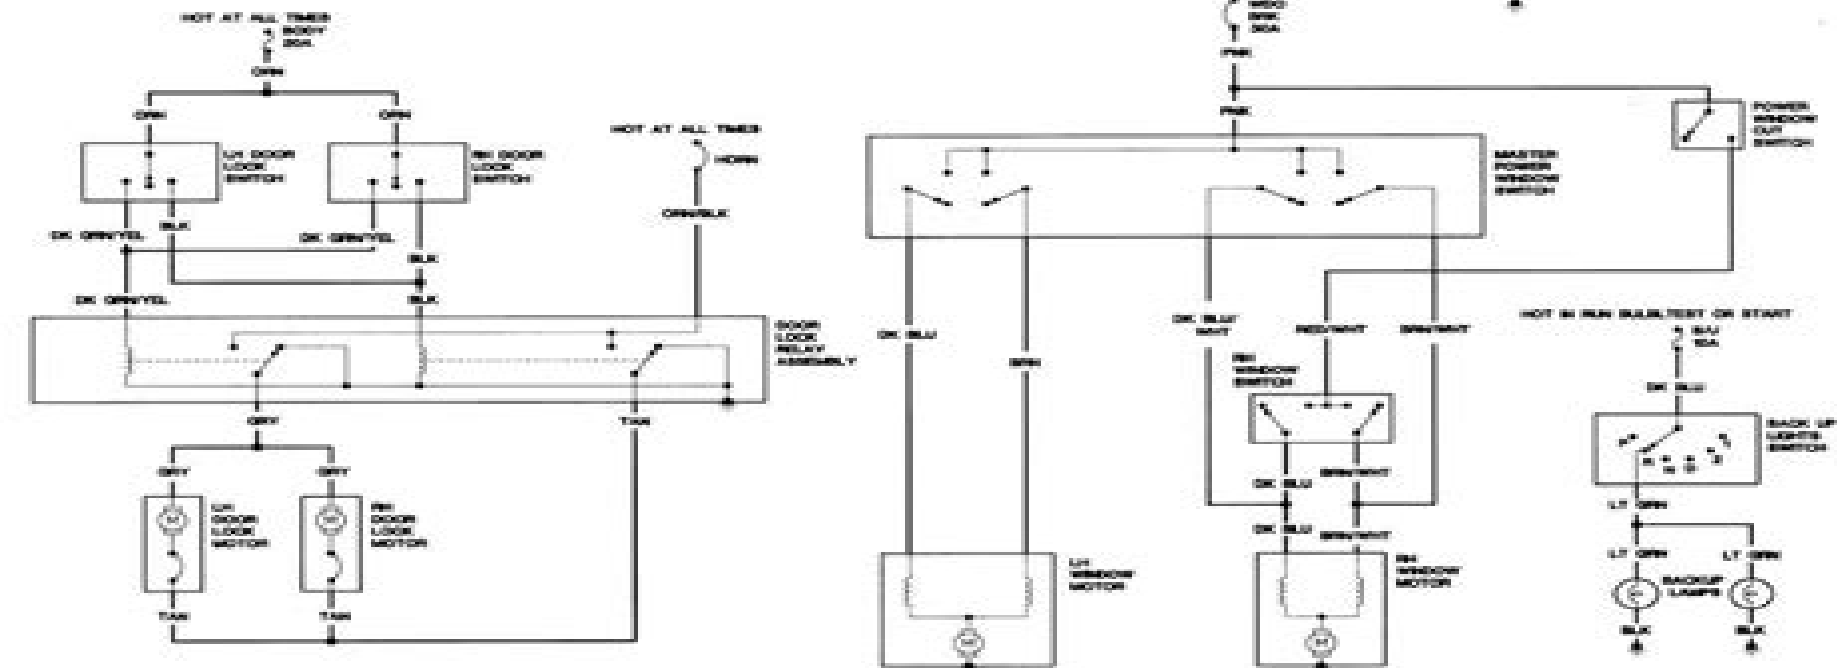 HOT AT ALL TIMES
BODY
20A
ORN
ORN
ORN
LH DOOR
LOCK
SWITCH
RH DOOR
LOCK
SWITCH
DK GRN/YEL
BLK
DK GRN/YEL
BLK
DK GRN/YEL
BLK
HOT AT ALL TIMES
HORN
ORN/BLK
DOOR
LOCK
RELAY
ASSEMBLY
GRY
TAN
GRY
GRY
LH
DOOR
LOCK
MOTOR
RH
DOOR
LOCK
MOTOR
TAN
TAN
WDO
BRK
30A
PNK
PNK
POWER
WINDOW
CUT
SWITCH
MASTER
POWER
WINDOW
SWITCH
DK BLU
BRN
DK BLU/
WHT
RED/WHT
BRN/WHT
RH
WINDOW
SWITCH
DK BLU
BRN/WHT
DK BLU
BRN/WHT
LH
WINDOW
MOTOR
RH
WINDOW
MOTOR
HOT IN RUN BULB TEST OR START
B/U
10A
DK BLU
BACK UP
LIGHTS
SWITCH
P
R
N
D
2
1
LT GRN
LT GRN
LT GRN
BACKUP
LAMPS
BLK
BLK